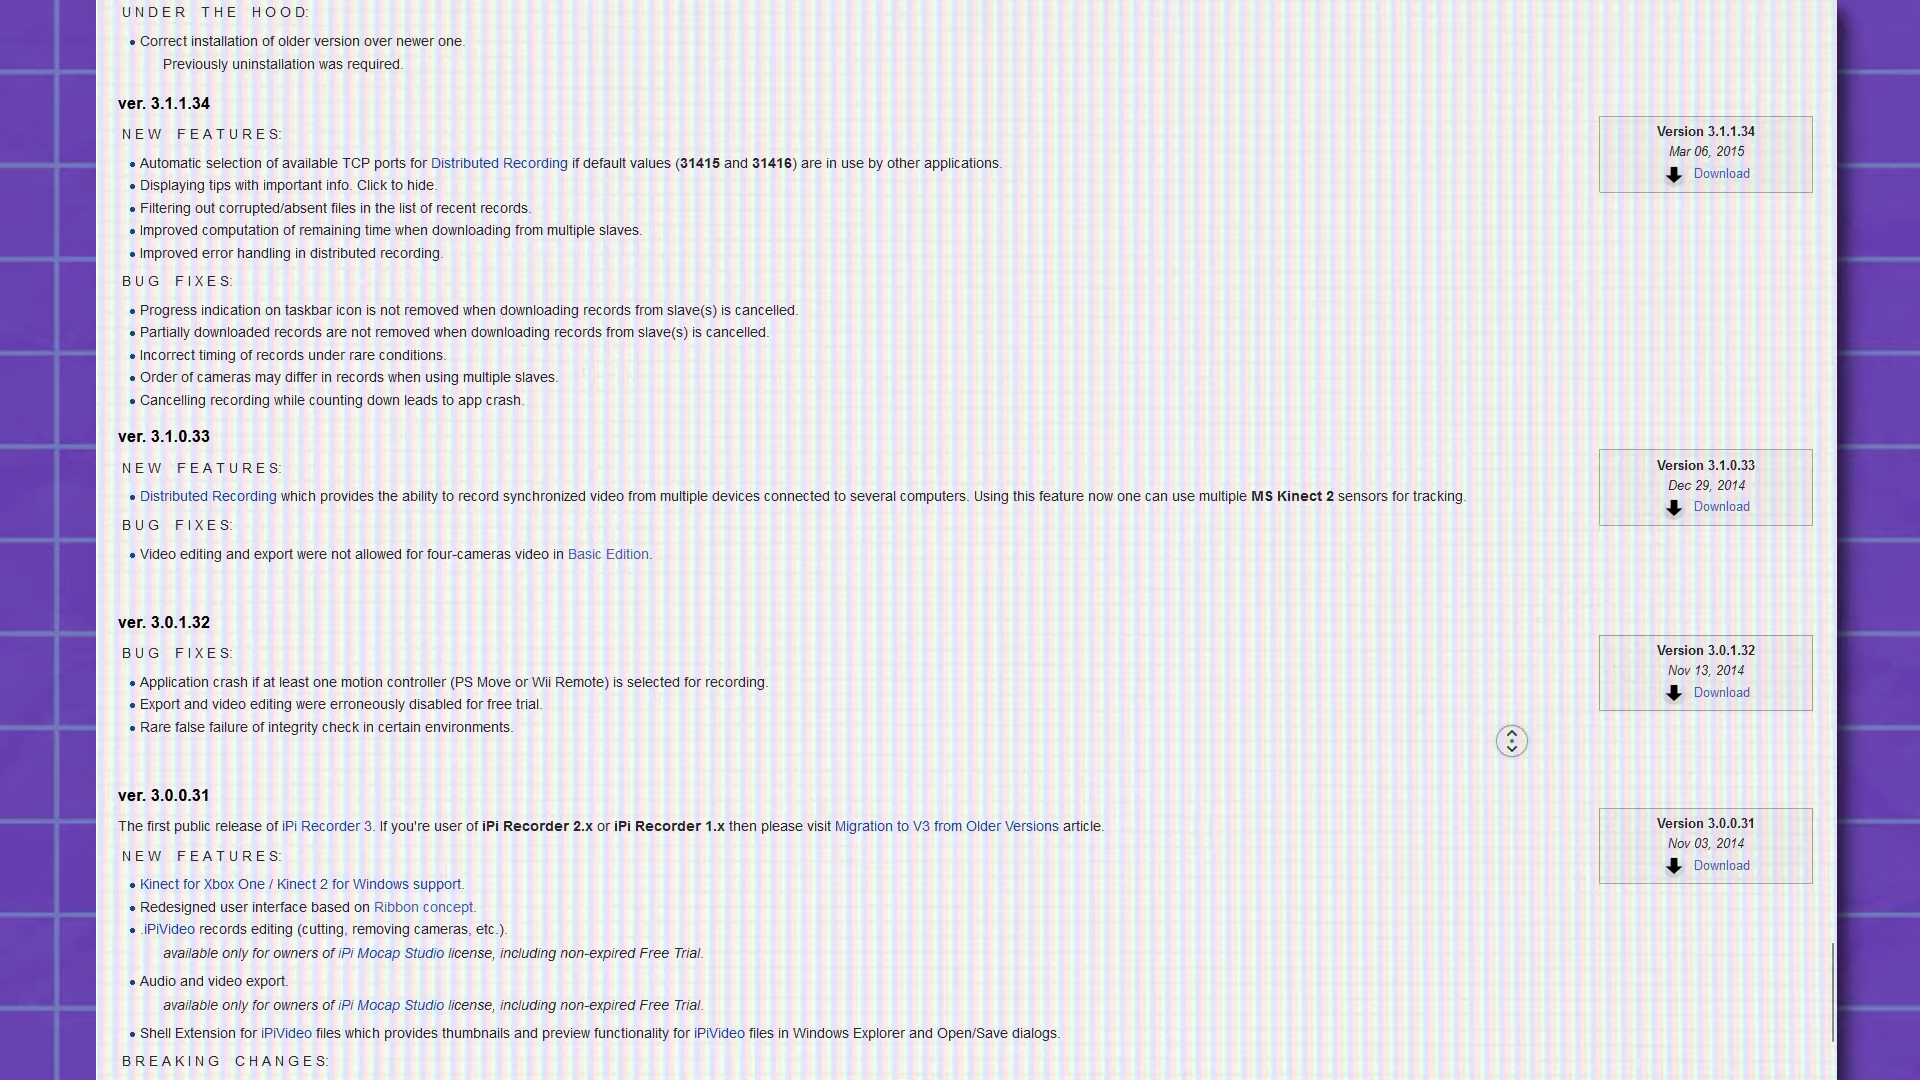 UNDER THE HOOD:
Correct installation of older version over newer one.
Previously uninstallation was required.
ver. 3.1.1.34
NEW FEATURES:
Automatic selection of available TCP ports for Distributed Recording if default values (31415 and 31416) are in use by other applications.
Displaying tips with important info. Click to hide.
Filtering out corrupted/absent files in the list of recent records.
Improved computation of remaining time when downloading from multiple slaves.
Improved error handling in distributed recording.
Version 3.1.1.34
Mar 06, 2015
Download
BUG FIXES:
Progress indication on taskbar icon is not removed when downloading records from slave(s) is cancelled.
Partially downloaded records are not removed when downloading records from slave(s) is cancelled.
Incorrect timing of records under rare conditions.
Order of cameras may differ in records when using multiple slaves.
Cancelling recording while counting down leads to app crash.
ver. 3.1.0.33
NEW FEATURES:
Distributed Recording which provides the ability to record synchronized video from multiple devices connected to several computers. Using this feature now one can use multiple MS Kinect 2 sensors for tracking.
Version 3.1.0.33
Dec 29, 2014
Download
BUG FIXES:
Video editing and export were not allowed for four-cameras video in Basic Edition.
ver. 3.0.1.32
BUG FIXES:
Application crash if at least one motion controller (PS Move or Wii Remote) is selected for recording.
Export and video editing were erroneously disabled for free trial.
Rare false failure of integrity check in certain environments.
Version 3.0.1.32
Nov 13, 2014
Download
ver. 3.0.0.31
The first public release of iPi Recorder 3. If you're user of iPi Recorder 2.x or iPi Recorder 1.x then please visit Migration to V3 from Older Versions article.
Version 3.0.0.31
Nov 03, 2014
Download
NEW FEATURES:
Kinect for Xbox One / Kinect 2 for Windows support.
Redesigned user interface based on Ribbon concept.
.iPiVideo records editing (cutting, removing cameras, etc.).
available only for owners of iPi Mocap Studio license, including non-expired Free Trial.
Audio and video export.
available only for owners of iPi Mocap Studio license, including non-expired Free Trial.
Shell Extension for iPiVideo files which provides thumbnails and preview functionality for iPiVideo files in Windows Explorer and Open/Save dialogs.
BREAKING CHANGES: